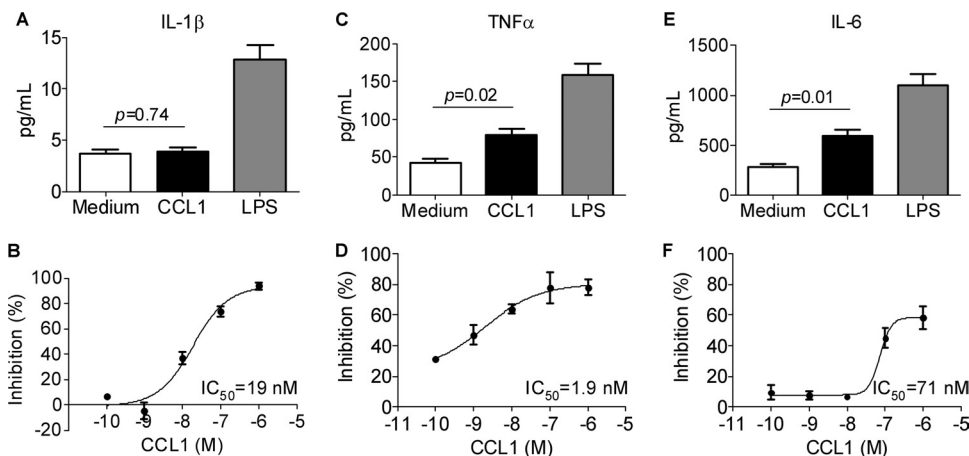 A
IL-1β
15
10
5
0
pg/mL
p=0.74
Medium CCL1 LPS
C
TNFα
200
150
100
50
0
pg/mL
p=0.02
Medium CCL1 LPS
E
IL-6
1500
1000
500
0
pg/mL
p=0.01
Medium CCL1 LPS
B
100
80
60
40
20
0
-20
Inhibition (%)
IC50=19 nM
-11 -10 -9 -8 -7 -6 -5
CCL1 (M)
D
100
80
60
40
20
0
Inhibition (%)
IC50=1.9 nM
-11 -10 -9 -8 -7 -6 -5
CCL1 (M)
F
100
80
60
40
20
0
Inhibition (%)
IC50=71 nM
-11 -10 -9 -8 -7 -6 -5
CCL1 (M)